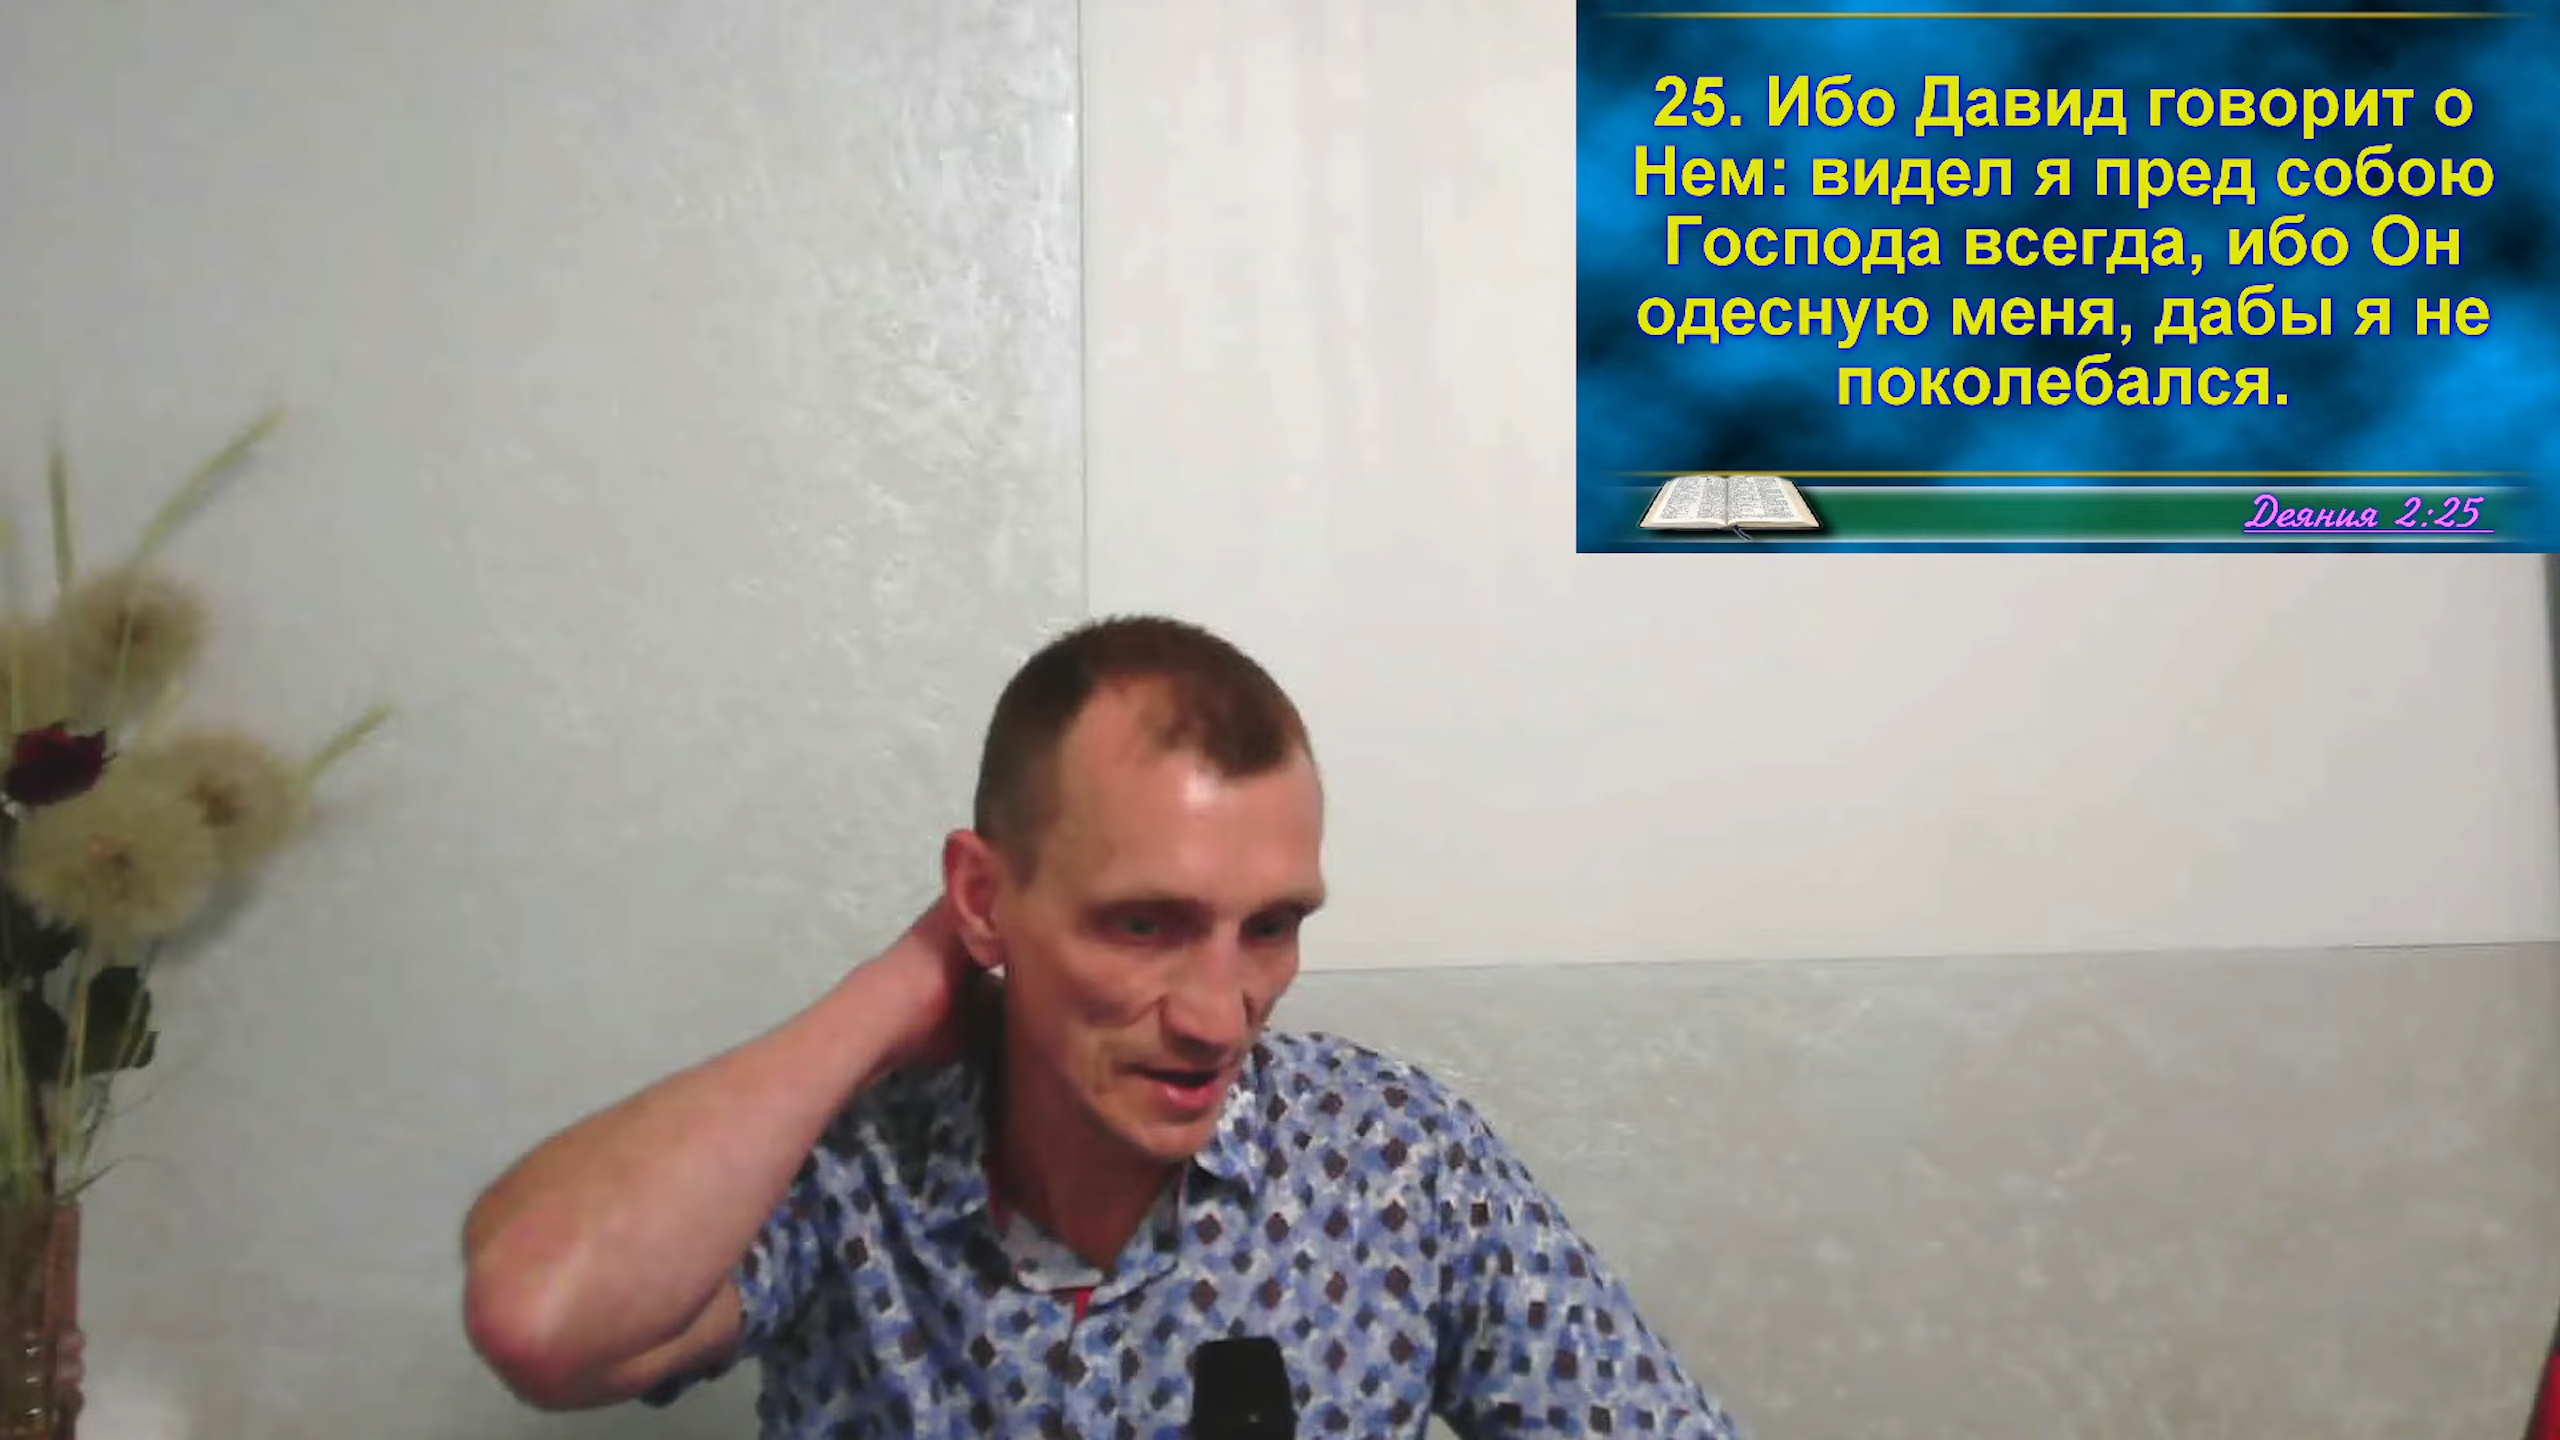 25. Ибо Давид говорит о
Нем: видел я пред собою
Господа всегда, ибо Он
одесную меня, дабы я не
поколебался.
Деяния 2:25